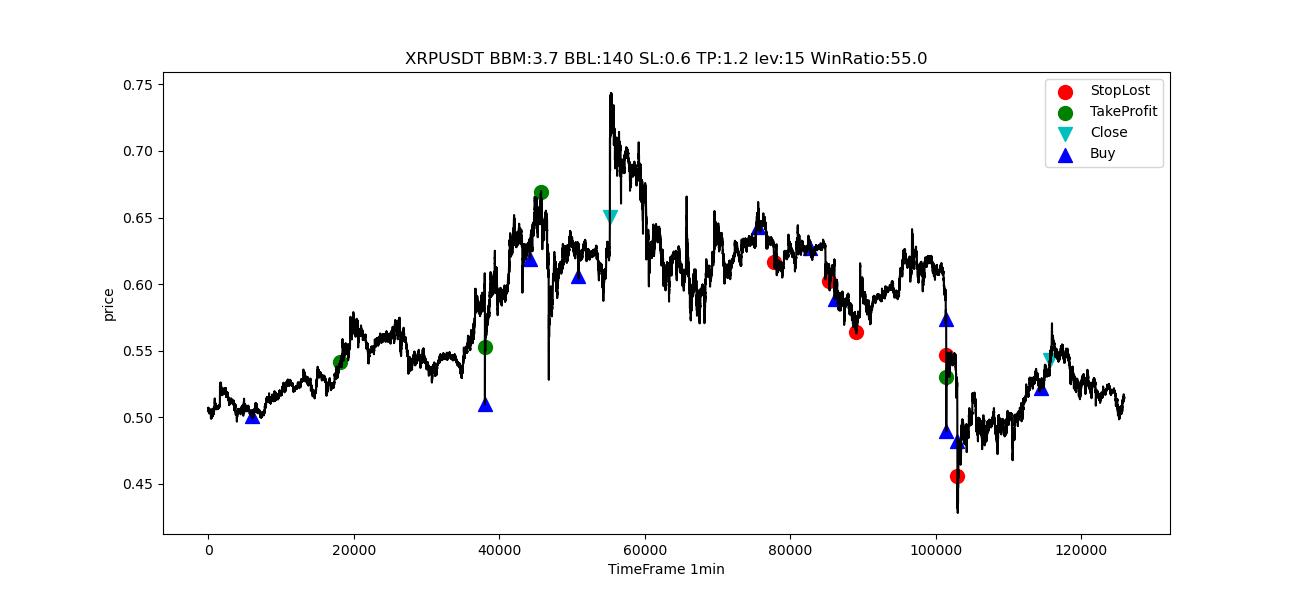 XRPUSDT BBM:3.7 BBL:140 SL:0.6 TP:1.2 lev:15 WinRatio:55.0
StopLost
TakeProfit
Close
Buy
price
0.75
0.70
0.65
0.60
0.55
0.50
0.45
0 20000 40000 60000 80000 100000 120000
TimeFrame 1min